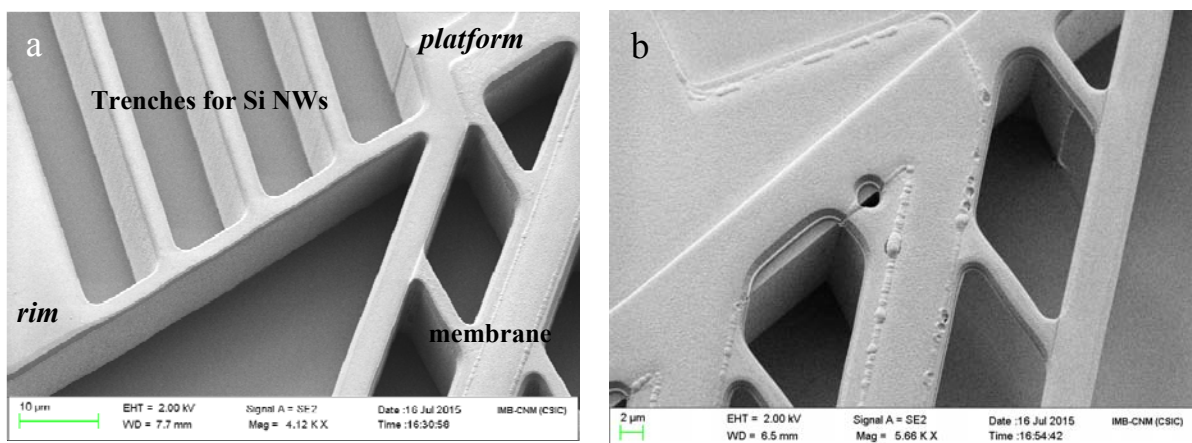 a
platform
Trenches for Si NWs
rim
membrane
10 µm
EHT = 2.00 kV
WD = 7.7 mm
Signal A = SE2
Mag = 4.12 K X
Date :16 Jul 2015
Time :16:30:58
IMB-CNM (CSIC)
b
2 µm
EHT = 2.00 kV
WD = 6.5 mm
Signal A = SE2
Mag = 5.66 K X
Date :16 Jul 2015
Time :16:54:42
IMB-CNM (CSIC)